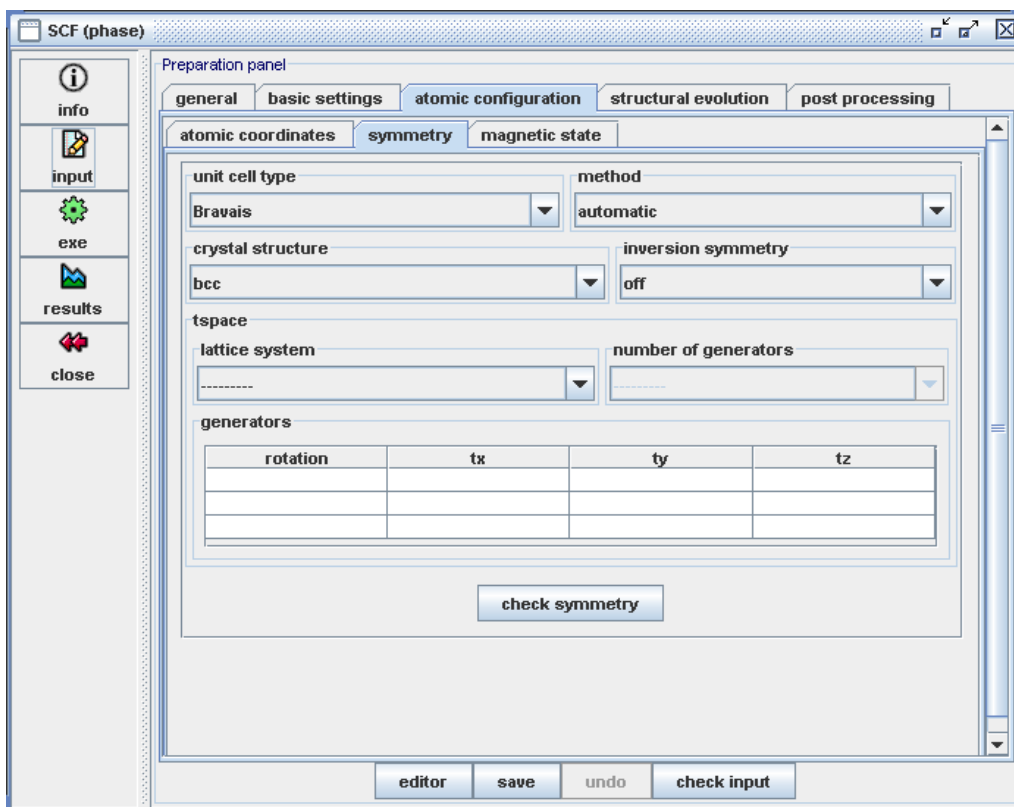 SCF (phase)
info
input
exe
results
close
Preparation panel
general basic settings atomic configuration structural evolution post processing
atomic coordinates symmetry magnetic state
unit cell type method
Bravais automatic
crystal structure inversion symmetry
bcc off
tspace
lattice system number of generators
--------- ---------
generators
rotation tx ty tz
check symmetry
editor save undo check input